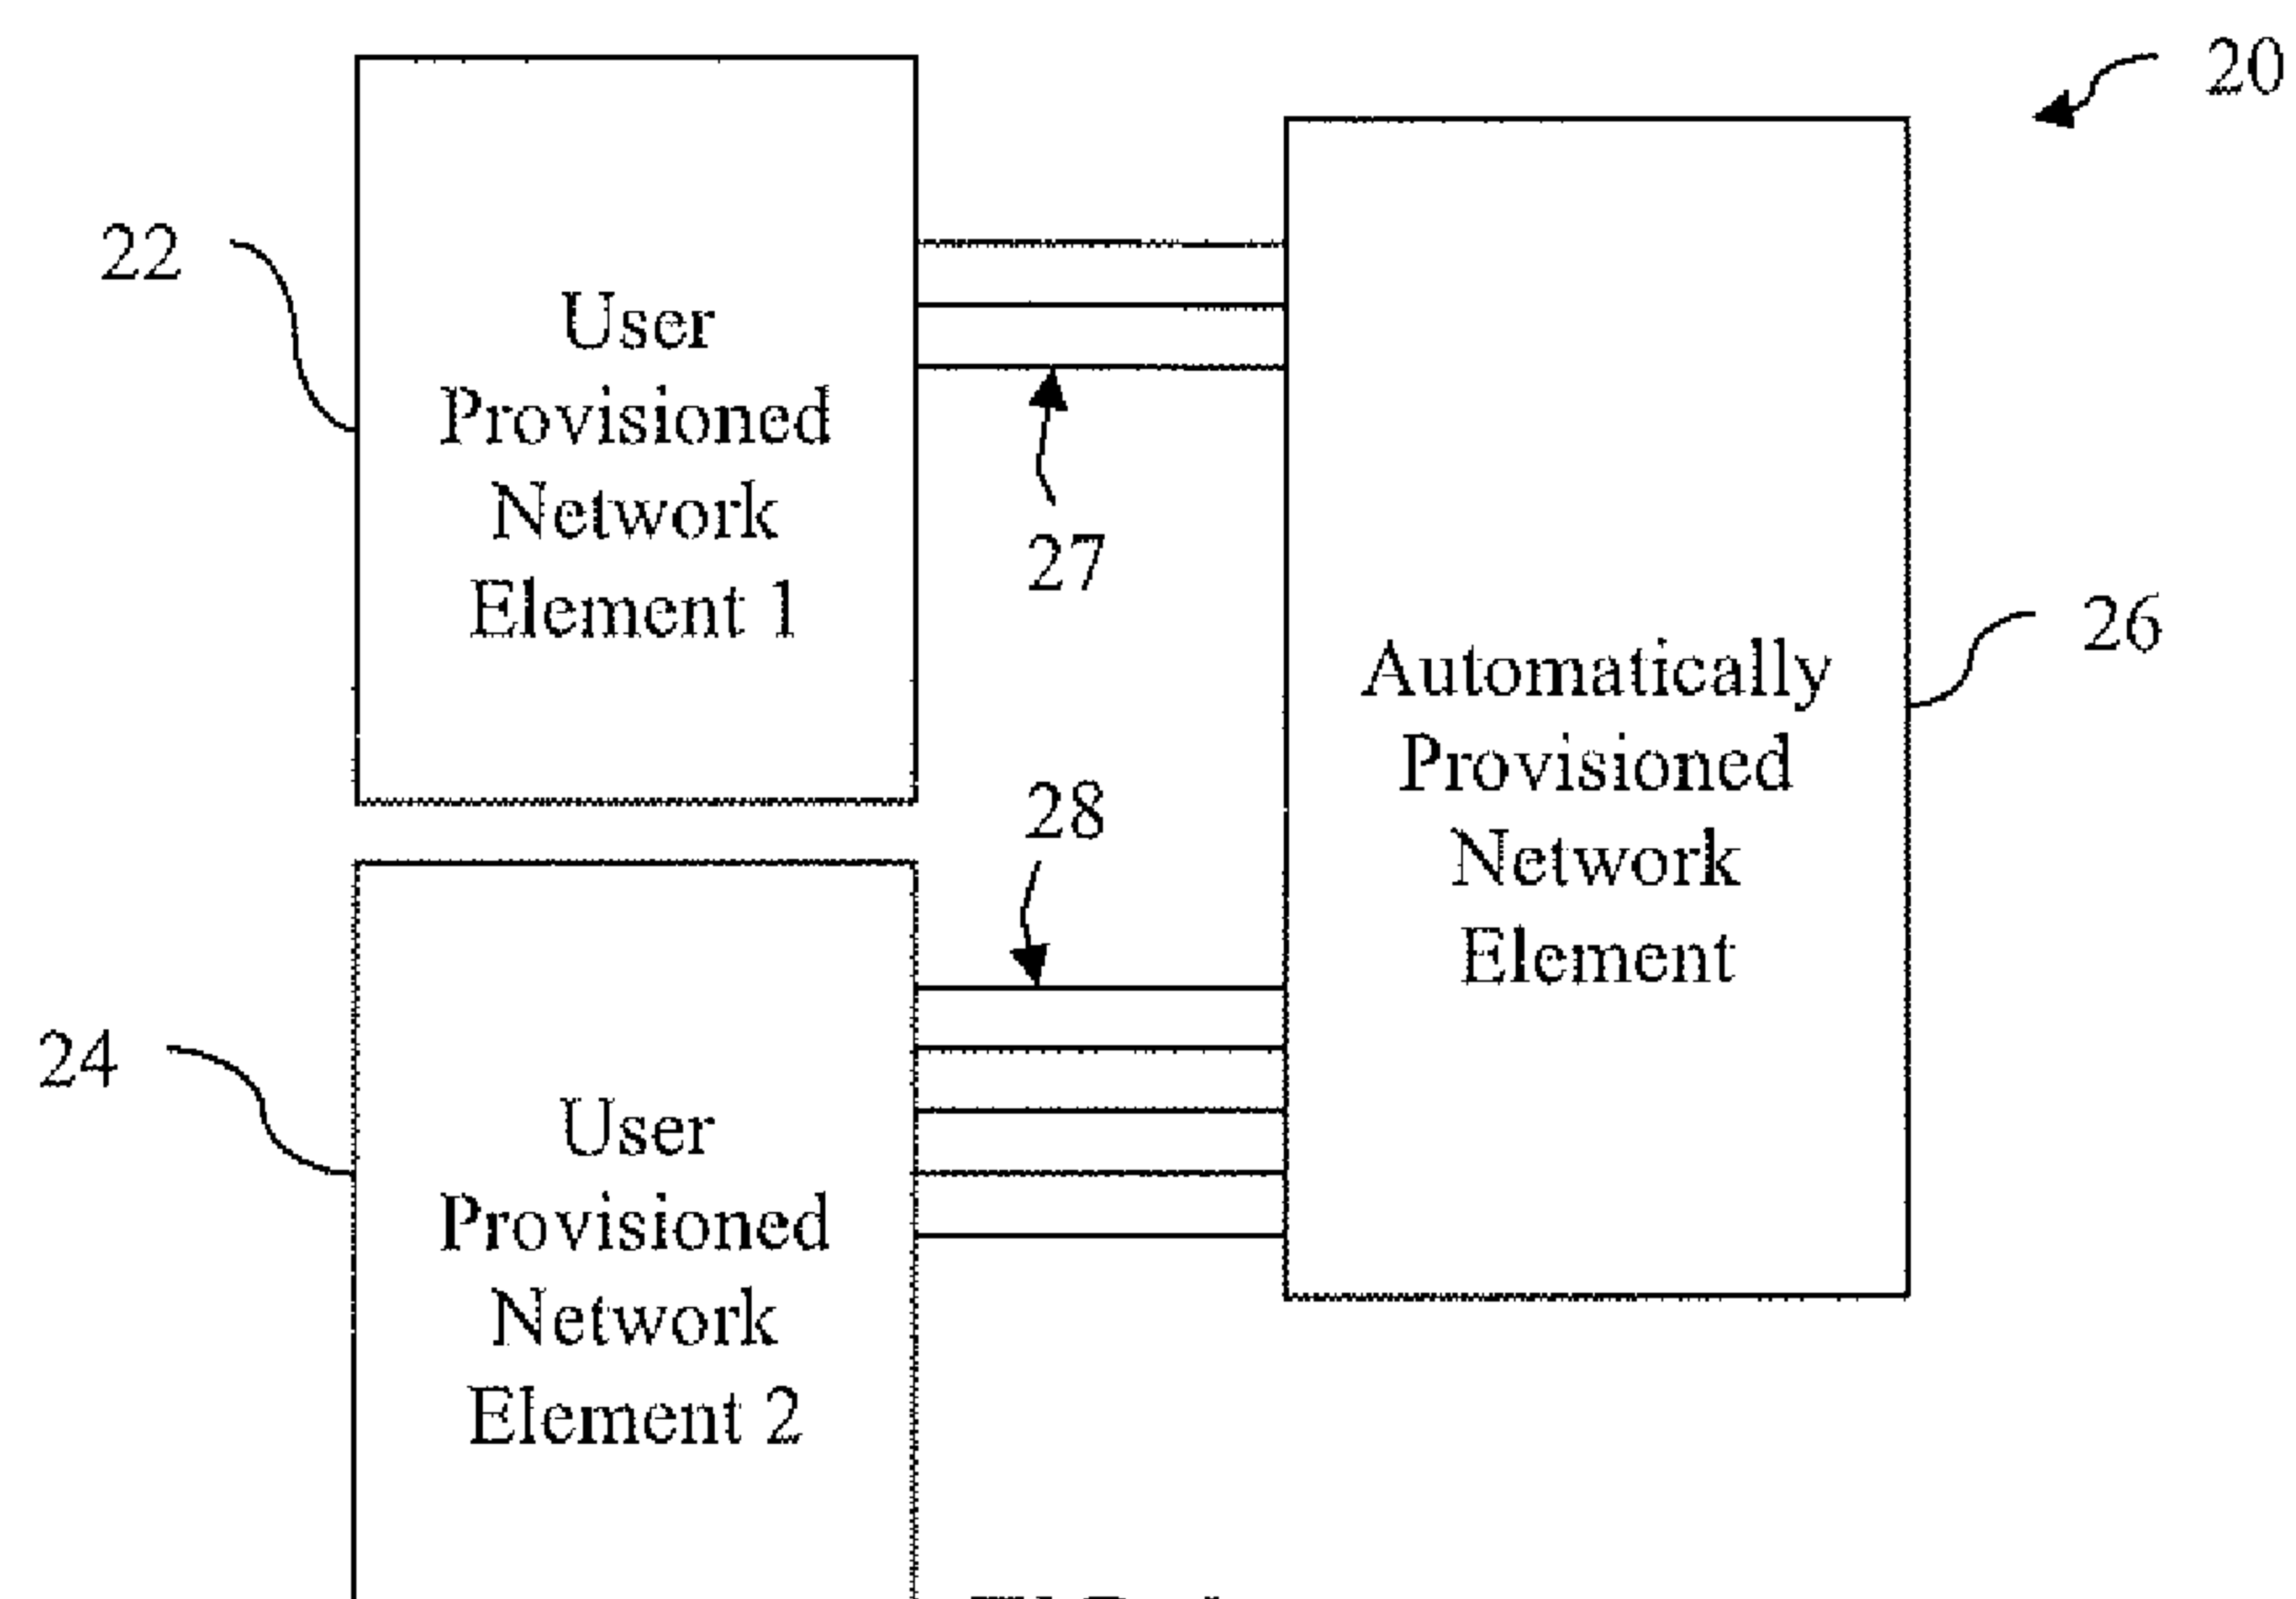 20
22
User
Provisioned
Network
Element 1
27
26
Automatically
Provisioned
Network
Element
28
24
User
Provisioned
Network
Element 2